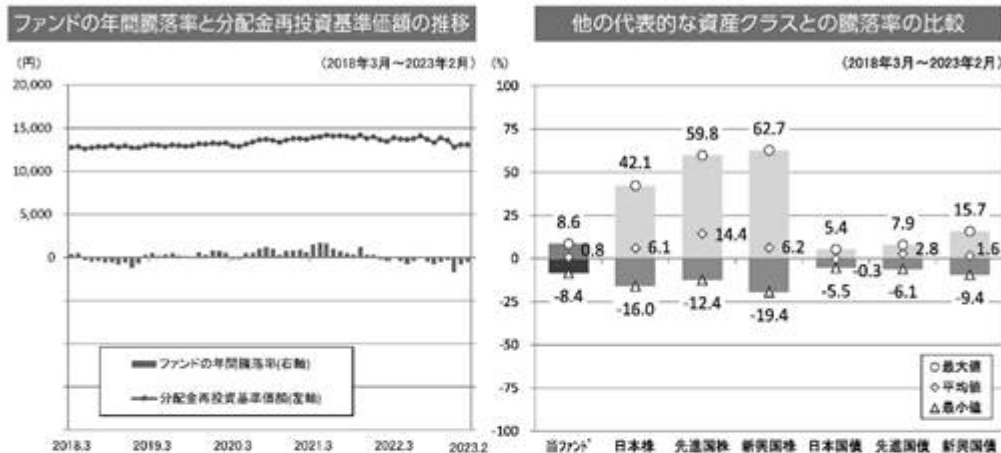 ファンドの年間騰落率と分配金再投資基準価額の推移
(円)
(2018年3月～2023年2月)
20,000
15,000
10,000
5,000
0
ファンドの年間騰落率(右軸)
分配金再投資基準価額(左軸)
2018.3
2019.3
2020.3
2021.3
2022.3
2023.2
他の代表的な資産クラスとの騰落率の比較
(%)
(2018年3月～2023年2月)
100
75
50
25
0
-25
-50
-75
-100
8.6
42.1
59.8
62.7
5.4
7.9
15.7
0.8
6.1
14.4
6.2
-0.3
2.8
1.6
-8.4
-16.0
-12.4
-19.4
-5.5
-6.1
-9.4
最大値
平均値
最小値
当ファンド
日本株
先進国株
新興国株
日本国債
先進国債
新興国債